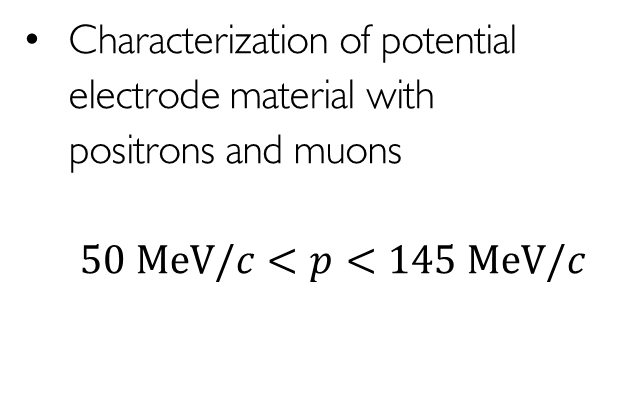 • Characterization of potential
electrode material with
positrons and muons
50 MeV/c < p < 145 MeV/c